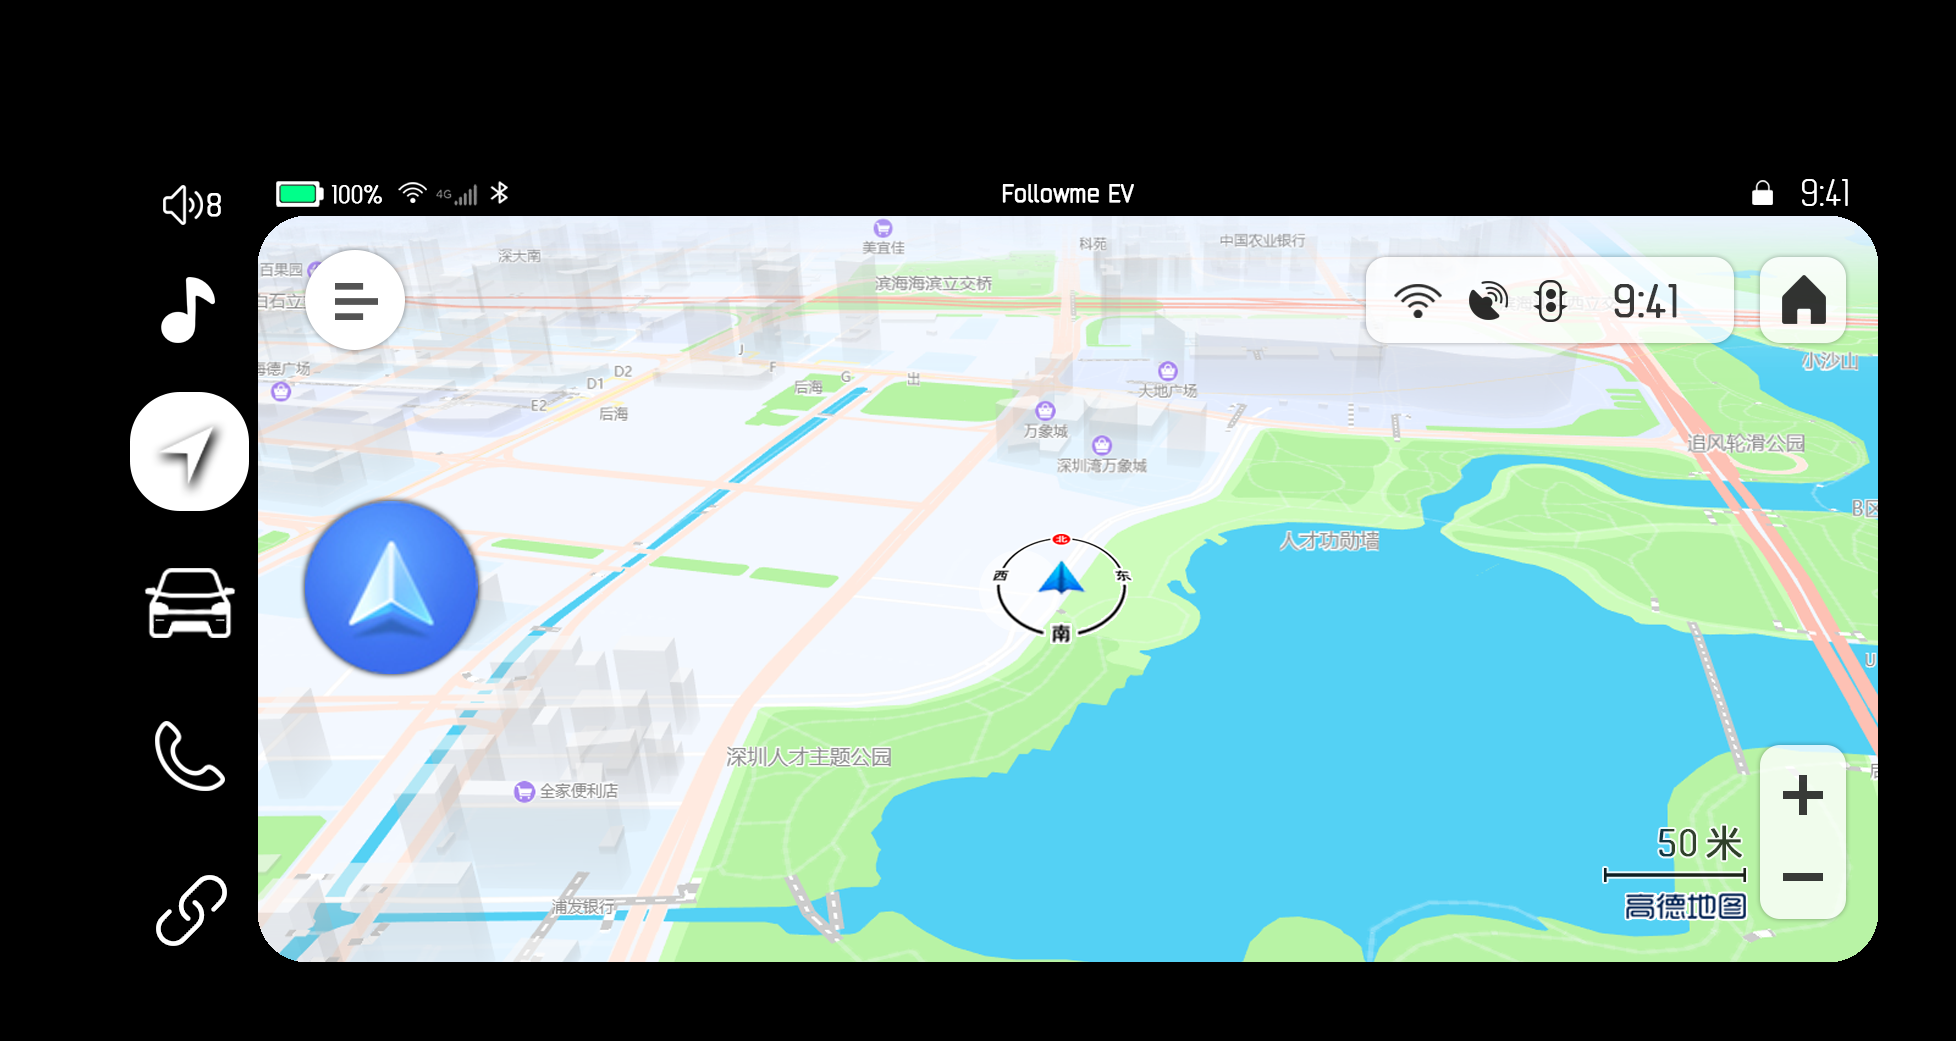 8
100%
4G
Followme EV
9:41
美宜佳
科苑
中国农业银行
深大南
百果园
白石立
滨海海滨立交桥
9:41
小沙山
海德广场
J
F
D2
D1
G
后海
出
E2
后海
大地广场
万象城
深圳湾万象城
追风轮滑公园
B区
人才功勋墙
北
西
东
南
U
深圳人才主题公园
全家便利店
50 米
高德地图
浦发银行